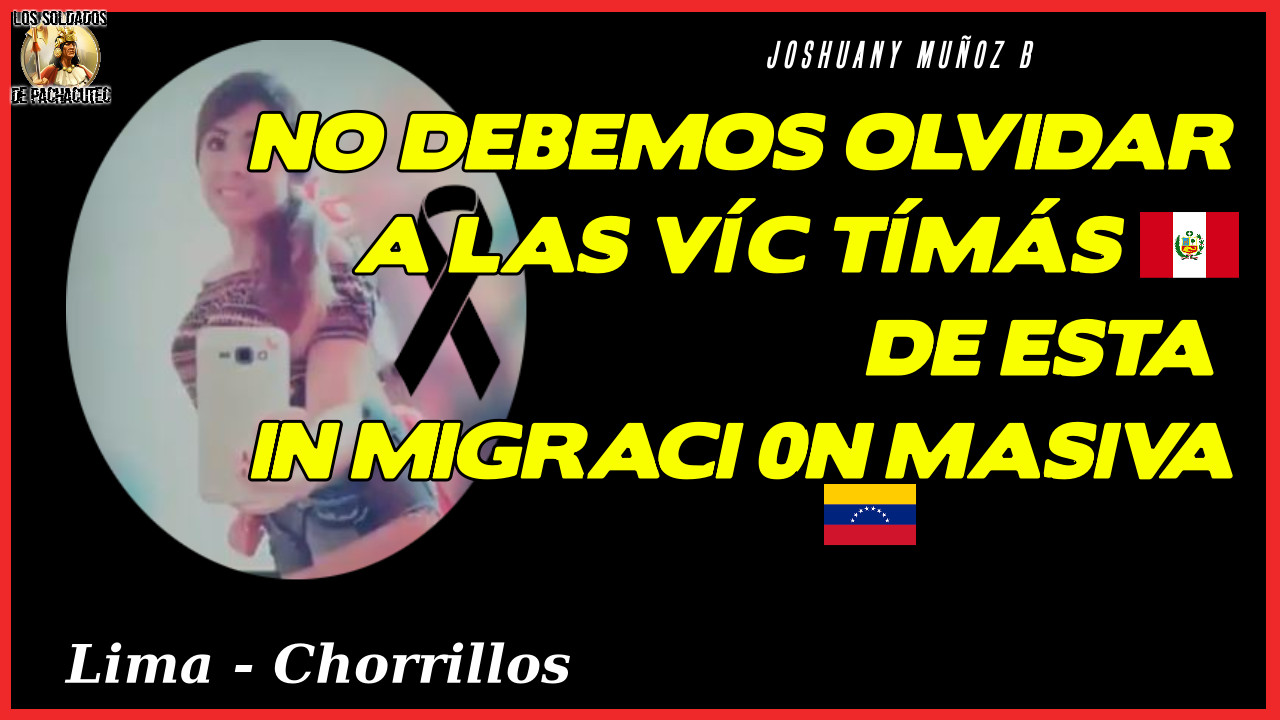 LOS SOLDADOS
DE PACHACUTEC
JOSHUANY MUÑOZ B
NO DEBEMOS OLVIDAR
A LAS VÍC TÍMÁS
DE ESTA
IN MIGRACI 0N MASIVA
Lima - Chorrillos